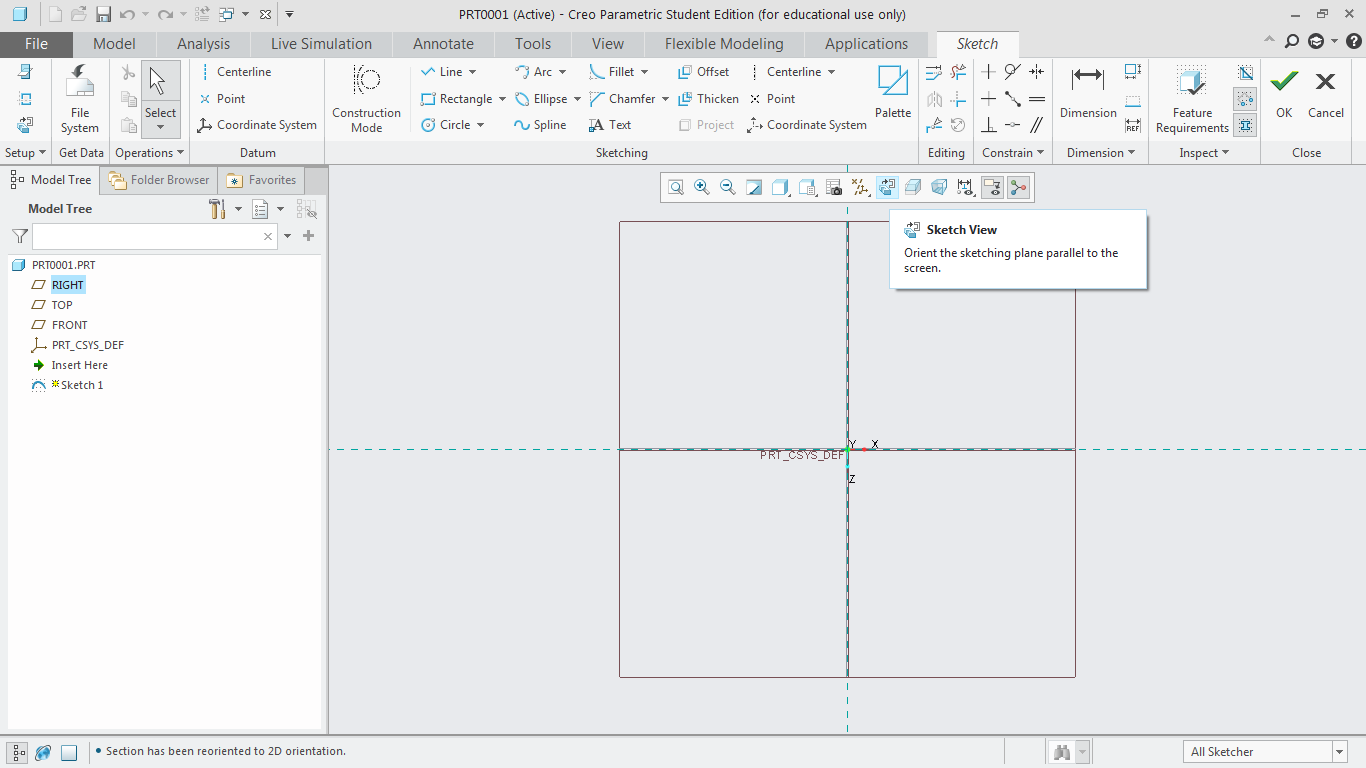 PRT0001 (Active) - Creo Parametric Student Edition (for educational use only)
File Model Analysis Live Simulation Annotate Tools View Flexible Modeling Applications Sketch
File System
Select
Centerline
Point
Coordinate System
Construction Mode
Line Arc Fillet Offset Centerline
Rectangle Ellipse Chamfer Thicken Point
Circle Spline Text Project Coordinate System
Palette
Dimension
REF
Feature Requirements
OK Cancel
Setup Get Data Operations Datum Sketching Editing Constrain Dimension Inspect Close
Model Tree Folder Browser Favorites
Model Tree
PRT0001.PRT
RIGHT
TOP
FRONT
PRT_CSYS_DEF
Insert Here
Sketch 1
Sketch View
Orient the sketching plane parallel to the
screen.
Y X
PRT_CSYS_DEF
Z
Section has been reoriented to 2D orientation.
All Sketcher